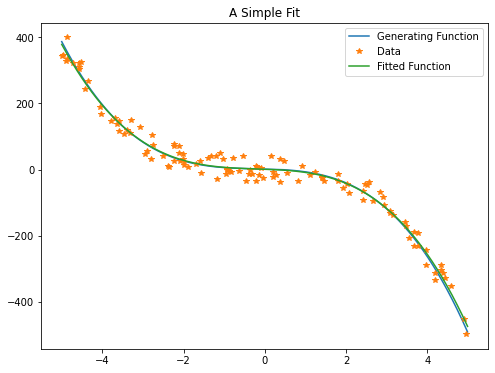 A Simple Fit
Generating Function
Data
Fitted Function
400
200
0
−200
−400
−4
−2
0
2
4